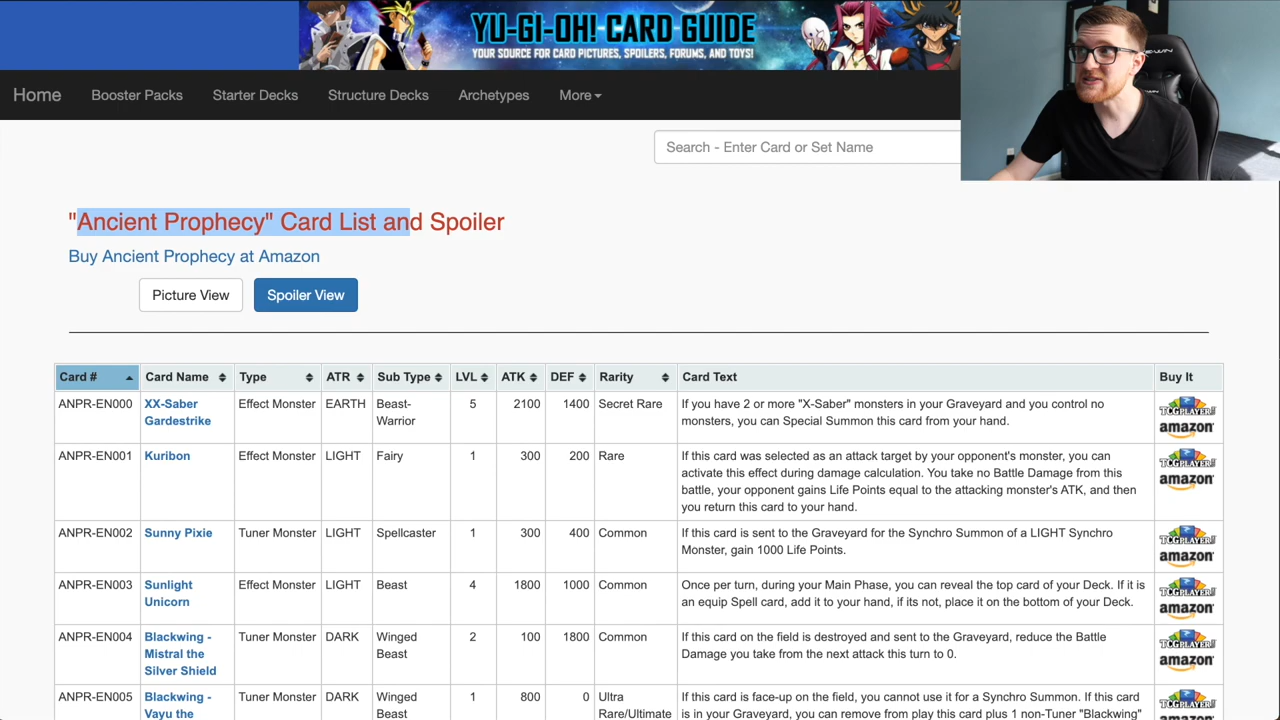 YU-GI-OH! CARD GUIDE
YOUR SOURCE FOR CARD PICTURES, SPOILERS, FORUMS, AND TOYS!
Home Booster Packs Starter Decks Structure Decks Archetypes More
Search - Enter Card or Set Name
"Ancient Prophecy" Card List and Spoiler
Buy Ancient Prophecy at Amazon
Picture View Spoiler View
Card # Card Name Type ATR Sub Type LVL ATK DEF Rarity Card Text Buy It
ANPR-EN000 XX-Saber Effect Monster EARTH Beast- 5 2100 1400 Secret Rare If you have 2 or more "X-Saber" monsters in your Graveyard and you control no TCGPLAYER
Gardestrike Warrior monsters, you can Special Summon this card from your hand. amazon
ANPR-EN001 Kuribon Effect Monster LIGHT Fairy 1 300 200 Rare If this card was selected as an attack target by your opponent's monster, you can TCGPLAYER
activate this effect during damage calculation. You take no Battle Damage from this amazon
battle, your opponent gains Life Points equal to the attacking monster's ATK, and then
you return this card to your hand.
ANPR-EN002 Sunny Pixie Tuner Monster LIGHT Spellcaster 1 300 400 Common If this card is sent to the Graveyard for the Synchro Summon of a LIGHT Synchro TCGPLAYER
Monster, gain 1000 Life Points. amazon
ANPR-EN003 Sunlight Effect Monster LIGHT Beast 4 1800 1000 Common Once per turn, during your Main Phase, you can reveal the top card of your Deck. If it is TCGPLAYER
Unicorn an equip Spell card, add it to your hand, if its not, place it on the bottom of your Deck. amazon
ANPR-EN004 Blackwing - Tuner Monster DARK Winged 2 100 1800 Common If this card on the field is destroyed and sent to the Graveyard, reduce the Battle TCGPLAYER
Mistral the Beast Damage you take from the next attack this turn to 0. amazon
Silver Shield
ANPR-EN005 Blackwing - Tuner Monster DARK Winged 1 800 0 Ultra If this card is face-up on the field, you cannot use it for a Synchro Summon. If this card TCGPLAYER
Vayu the Beast Rare/Ultimate is in your Graveyard, you can remove from play this card plus 1 non-Tuner "Blackwing" amazon